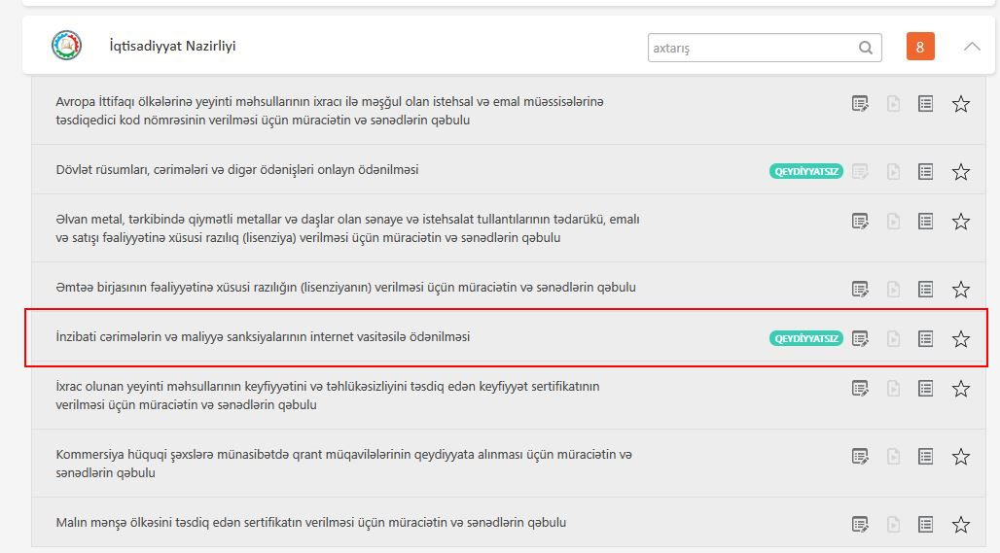 İqtisadiyyat Nazirliyi
axtarış
8
Avropa İttifaqı ölkələrinə yeyinti məhsullarının ixracı ilə məşğul olan istehsal və emal müəssisələrinə
təsdiqedici kod nömrəsinin verilməsi üçün müraciətin və sənədlərin qəbulu
Dövlət rüsumları, cərimələri və digər ödənişləri onlayn ödənilməsi
QEYDİYYATSIZ
Əlvan metal, tərkibində qiymətli metallar və daşlar olan sənaye və istehsalat tullantılarının tədarükü, emalı
və satışı fəaliyyətinə xüsusi razılıq (lisenziya) verilməsi üçün müraciətin və sənədlərin qəbulu
Əmtəə birjasının fəaliyyətinə xüsusi razılığın (lisenziyanın) verilməsi üçün müraciətin və sənədlərin qəbulu
İnzibati cərimələrin və maliyyə sanksiyalarının internet vasitəsilə ödənilməsi
QEYDİYYATSIZ
İxrac olunan yeyinti məhsullarının keyfiyyətini və təhlükəsizliyini təsdiq edən keyfiyyət sertifikatının
verilməsi üçün müraciətin və sənədlərin qəbulu
Kommersiya hüquqi şəxslərə münasibətdə qrant müqavilələrinin qeydiyyata alınması üçün müraciətin və
sənədlərin qəbulu
Malın mənşə ölkəsini təsdiq edən sertifikatın verilməsi üçün müraciətin və sənədlərin qəbulu